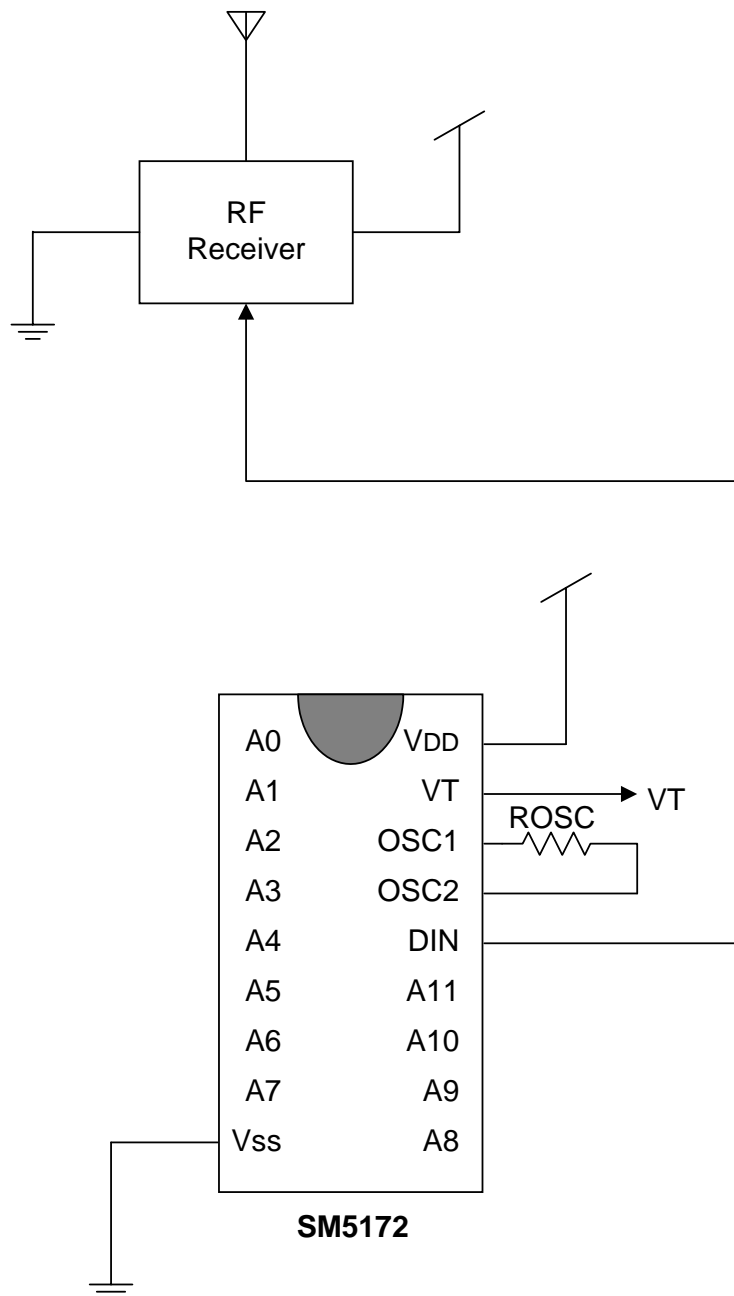 RF
Receiver
A0
VDD
A1
VT
VT
ROSC
A2
OSC1
A3
OSC2
A4
DIN
A5
A11
A6
A10
A7
A9
Vss
A8
SM5172